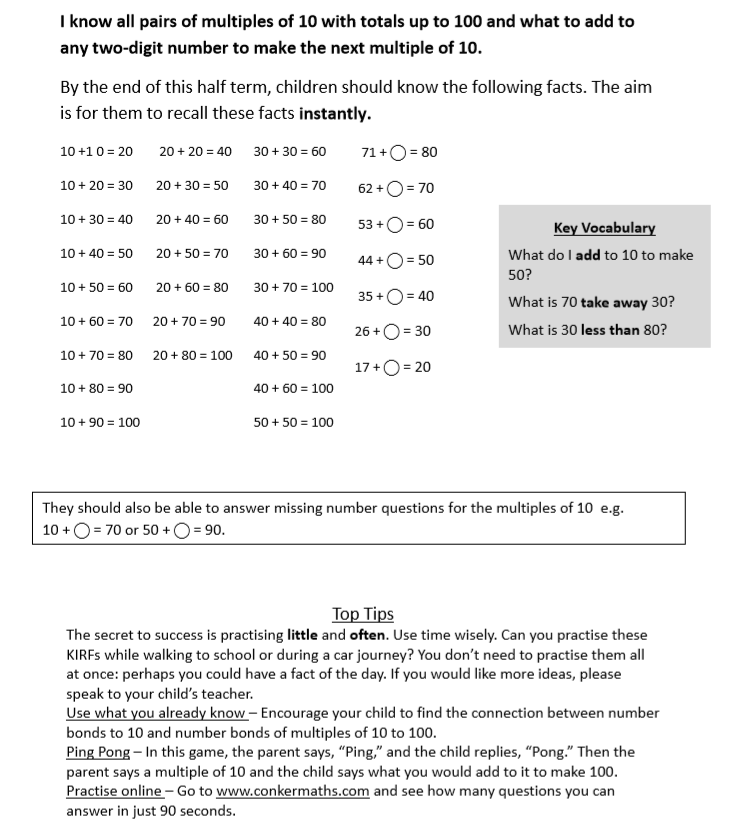 I know all pairs of multiples of 10 with totals up to 100 and what to add to
any two-digit number to make the next multiple of 10.
By the end of this half term, children should know the following facts. The aim
is for them to recall these facts instantly.
10 +1 0 = 20
10 + 20 = 30
10 + 30 = 40
10 + 40 = 50
10 + 50 = 60
10 + 60 = 70
10 + 70 = 80
10 + 80 = 90
10 + 90 = 100
20 + 20 = 40
20 + 30 = 50
20 + 40 = 60
20 + 50 = 70
20 + 60 = 80
20 + 70 = 90
20 + 80 = 100
30 + 30 = 60
30 + 40 = 70
30 + 50 = 80
30 + 60 = 90
30 + 70 = 100
40 + 40 = 80
40 + 50 = 90
40 + 60 = 100
50 + 50 = 100
71 + ○ = 80
62 + ○ = 70
53 + ○ = 60
44 + ○ = 50
35 + ○ = 40
26 + ○ = 30
17 + ○ = 20
Key Vocabulary
What do I add to 10 to make
50?
What is 70 take away 30?
What is 30 less than 80?
They should also be able to answer missing number questions for the multiples of 10 e.g.
10 + ○ = 70 or 50 + ○ = 90.
Top Tips
The secret to success is practising little and often. Use time wisely. Can you practise these
KIRFs while walking to school or during a car journey? You don't need to practise them all
at once: perhaps you could have a fact of the day. If you would like more ideas, please
speak to your child's teacher.
Use what you already know – Encourage your child to find the connection between number
bonds to 10 and number bonds of multiples of 10 to 100.
Ping Pong – In this game, the parent says, "Ping," and the child replies, "Pong." Then the
parent says a multiple of 10 and the child says what you would add to it to make 100.
Practise online – Go to www.conkermaths.com and see how many questions you can
answer in just 90 seconds.